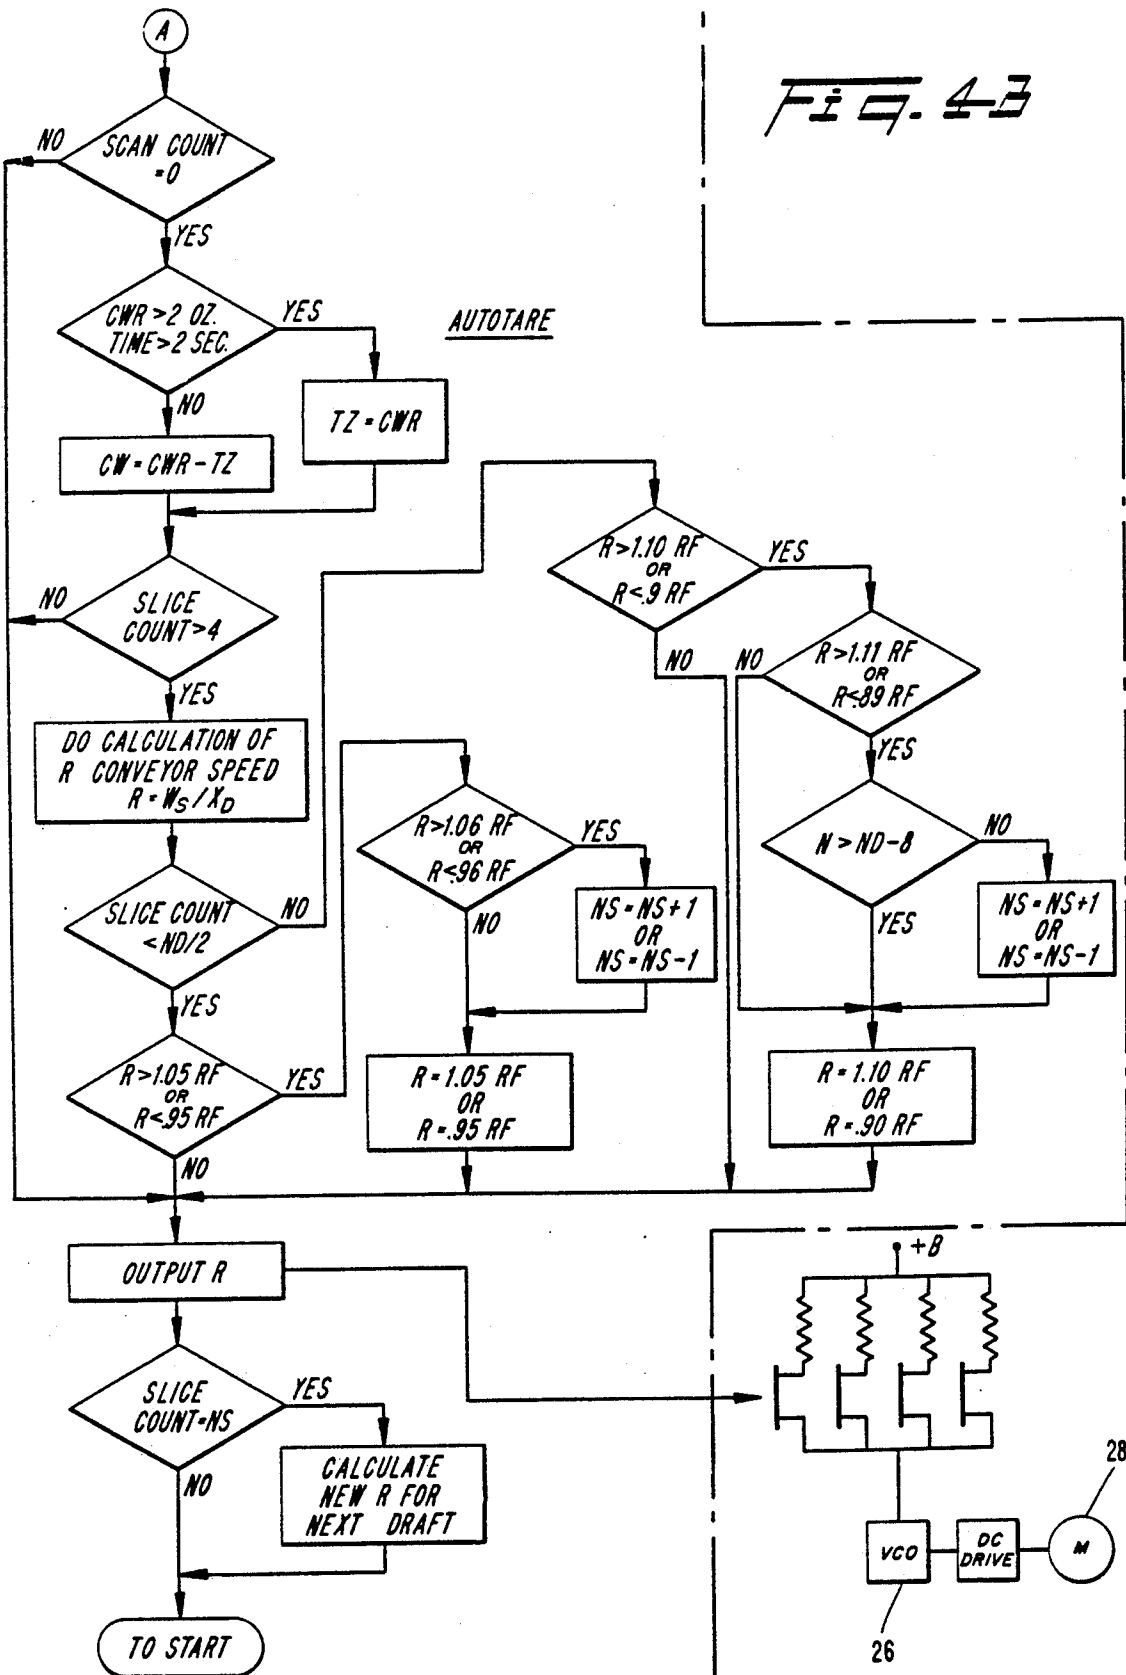 A
Fig. 4-3
SCAN COUNT
=0
NO
YES
CWR>2 OZ.
TIME>2 SEC.
YES
NO
AUTOTARE
TZ=CWR
CW=CWR-TZ
SLICE
COUNT>4
NO
YES
R>1.10 RF
OR
R<.9 RF
YES
NO
R>1.11 RF
OR
R<.89 RF
NO
YES
DO CALCULATION OF
R CONVEYOR SPEED
R=WS/XD
R>1.06 RF
OR
R<.96 RF
YES
NO
N>ND-8
NO
YES
NS=NS+1
OR
NS=NS-1
NS=NS+1
OR
NS=NS-1
SLICE COUNT
<ND/2
NO
YES
R>1.05 RF
OR
R<.95 RF
YES
NO
R=1.05 RF
OR
R=.95 RF
R=1.10 RF
OR
R=.90 RF
OUTPUT R
+B
SLICE
COUNT=NS
YES
NO
CALCULATE
NEW R FOR
NEXT DRAFT
TO START
VCO
DC
DRIVE
M
28
26